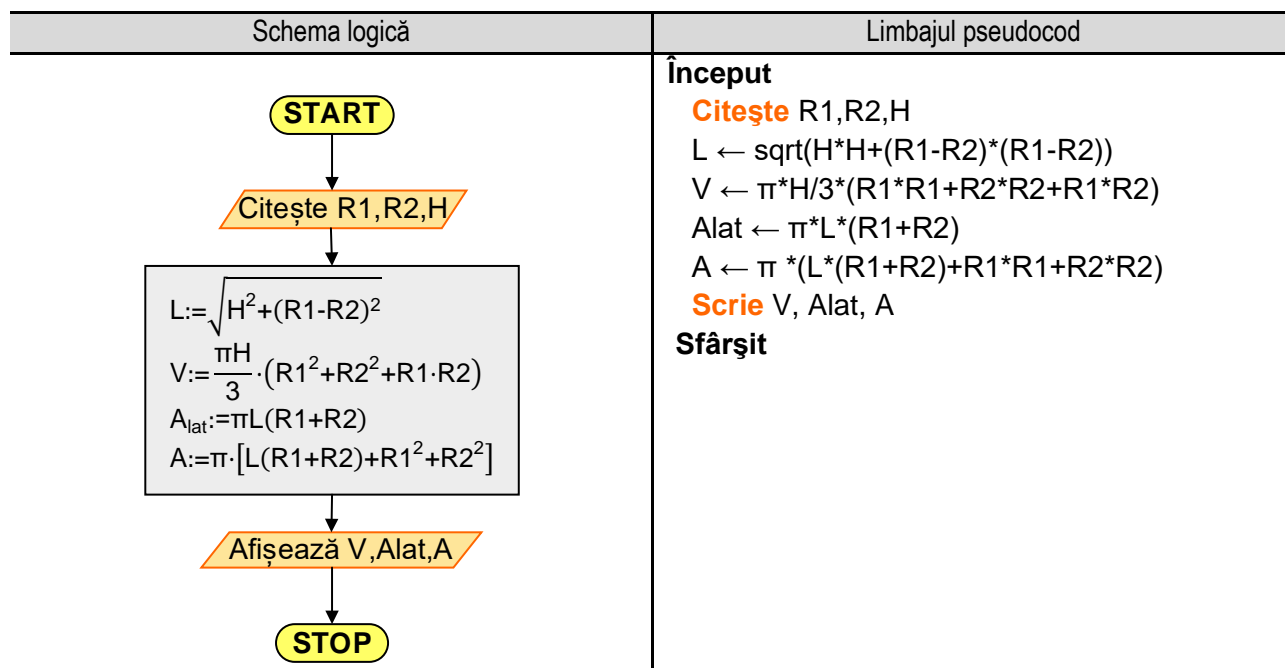 Schema logică
Limbajul pseudocod
START
Citește R1,R2,H
L:=√H²+(R1-R2)²
V:=πH/3·(R1²+R2²+R1·R2)
Alat:=πL(R1+R2)
A:=π·[L(R1+R2)+R1²+R2²]
Afișează V,Alat,A
STOP
Început
Citeşte R1,R2,H
L ← sqrt(H*H+(R1-R2)*(R1-R2))
V ← π*H/3*(R1*R1+R2*R2+R1*R2)
Alat ← π*L*(R1+R2)
A ← π *(L*(R1+R2)+R1*R1+R2*R2)
Scrie V, Alat, A
Sfârşit